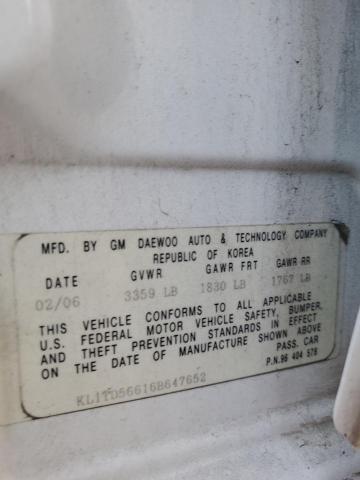 MFD. BY GM DAEWOO AUTO & TECHNOLOGY COMPANY
REPUBLIC OF KOREA
DATE GVWR GAWR FRT GAWR RR
02/06 3359 LB 1830 LB 1767 LB
THIS VEHICLE CONFORMS TO ALL APPLICABLE
U.S. FEDERAL MOTOR VEHICLE SAFETY, BUMPER,
AND THEFT PREVENTION STANDARDS IN EFFECT
ON THE DATE OF MANUFACTURE SHOWN ABOVE
PASS. CAR
KL1TD56616B647652 P.N.96 404 576